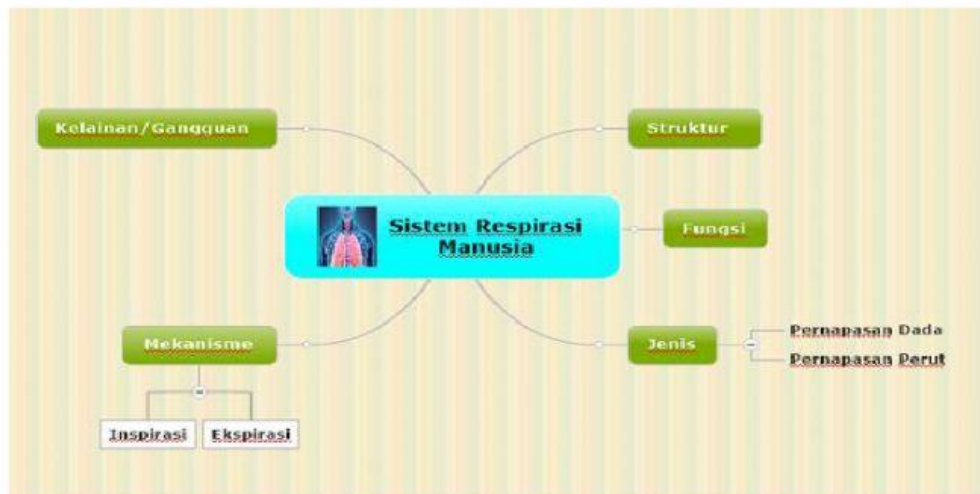 Kelainan/Gangguan
Struktur
Sistem Respirasi
Manusia
Fungsi
Mekanisme
Jenis
Pernapasan Dada
Pernapasan Perut
Inspirasi
Ekspirasi